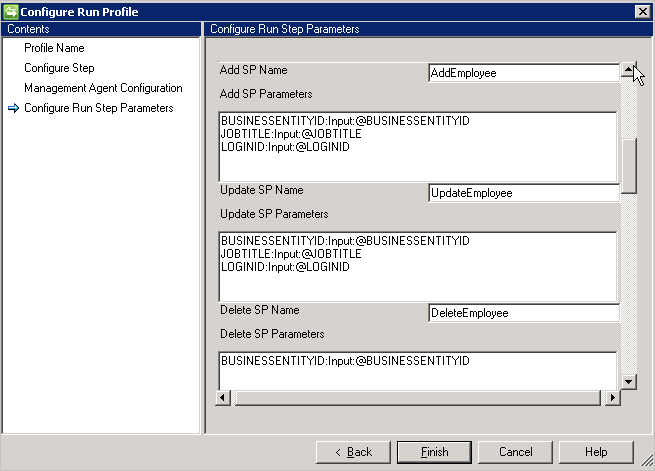 Configure Run Profile
Contents
Profile Name
Configure Step
Management Agent Configuration
Configure Run Step Parameters
Configure Run Step Parameters
Add SP Name
AddEmployee
Add SP Parameters
BUSINESSENTITYID:Input:@BUSINESSENTITYID
JOBTITLE:Input:@JOBTITLE
LOGINID:Input:@LOGINID
Update SP Name
UpdateEmployee
Update SP Parameters
BUSINESSENTITYID:Input:@BUSINESSENTITYID
JOBTITLE:Input:@JOBTITLE
LOGINID:Input:@LOGINID
Delete SP Name
DeleteEmployee
Delete SP Parameters
BUSINESSENTITYID:Input:@BUSINESSENTITYID
< Back
Finish
Cancel
Help